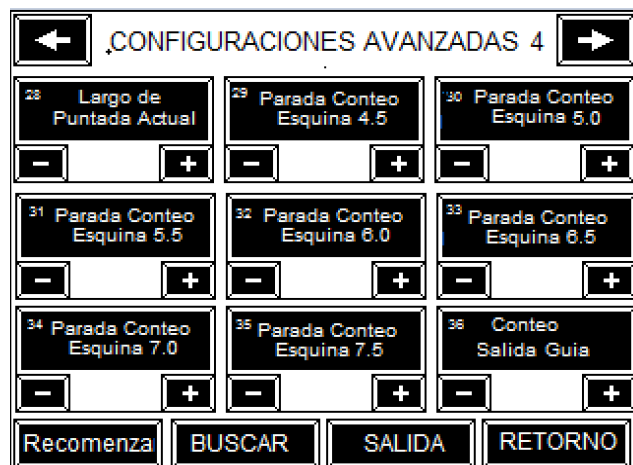 CONFIGURACIONES AVANZADAS 4
28 Largo de
Puntada Actual
29 Parada Conteo
Esquina 4.5
30 Parada Conteo
Esquina 5.0
- +
- +
- +
31 Parada Conteo
Esquina 5.5
32 Parada Conteo
Esquina 6.0
33 Parada Conteo
Esquina 6.5
- +
- +
- +
34 Parada Conteo
Esquina 7.0
35 Parada Conteo
Esquina 7.5
36 Conteo
Salida Guia
- +
- +
- +
Recomenza
BUSCAR
SALIDA
RETORNO